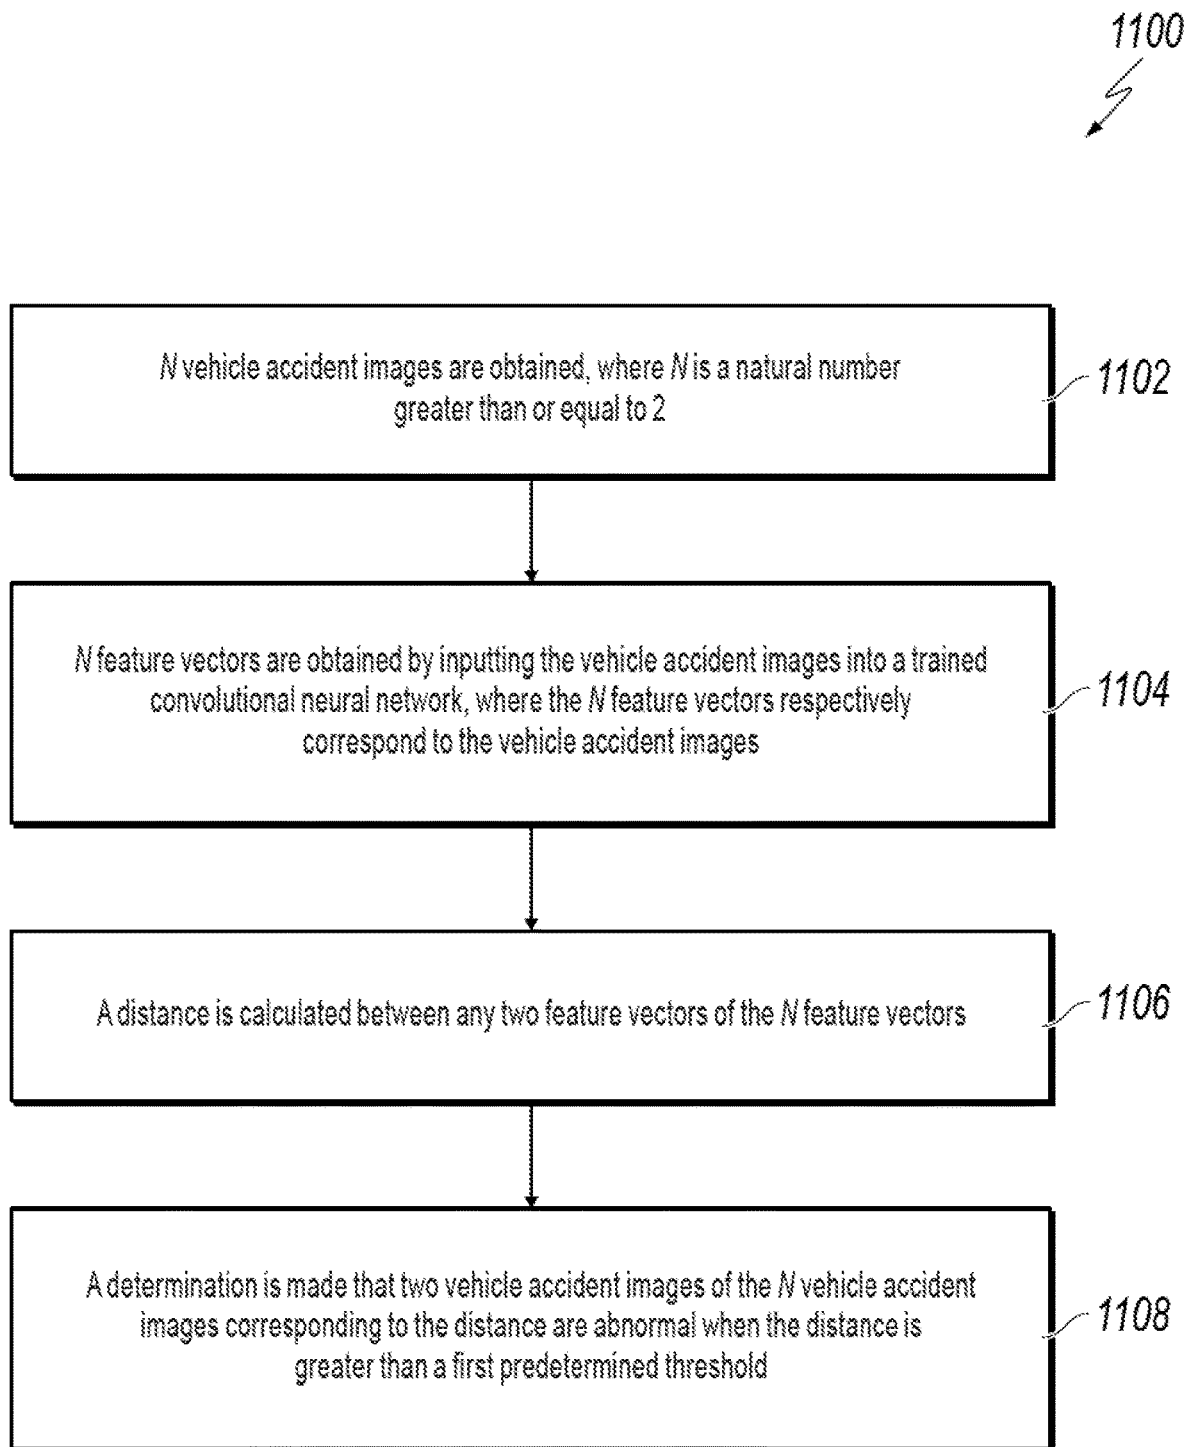 1100
N vehicle accident images are obtained, where N is a natural number
greater than or equal to 2
1102
N feature vectors are obtained by inputting the vehicle accident images into a trained
convolutional neural network, where the N feature vectors respectively
correspond to the vehicle accident images
1104
A distance is calculated between any two feature vectors of the N feature vectors
1106
A determination is made that two vehicle accident images of the N vehicle accident
images corresponding to the distance are abnormal when the distance is
greater than a first predetermined threshold
1108